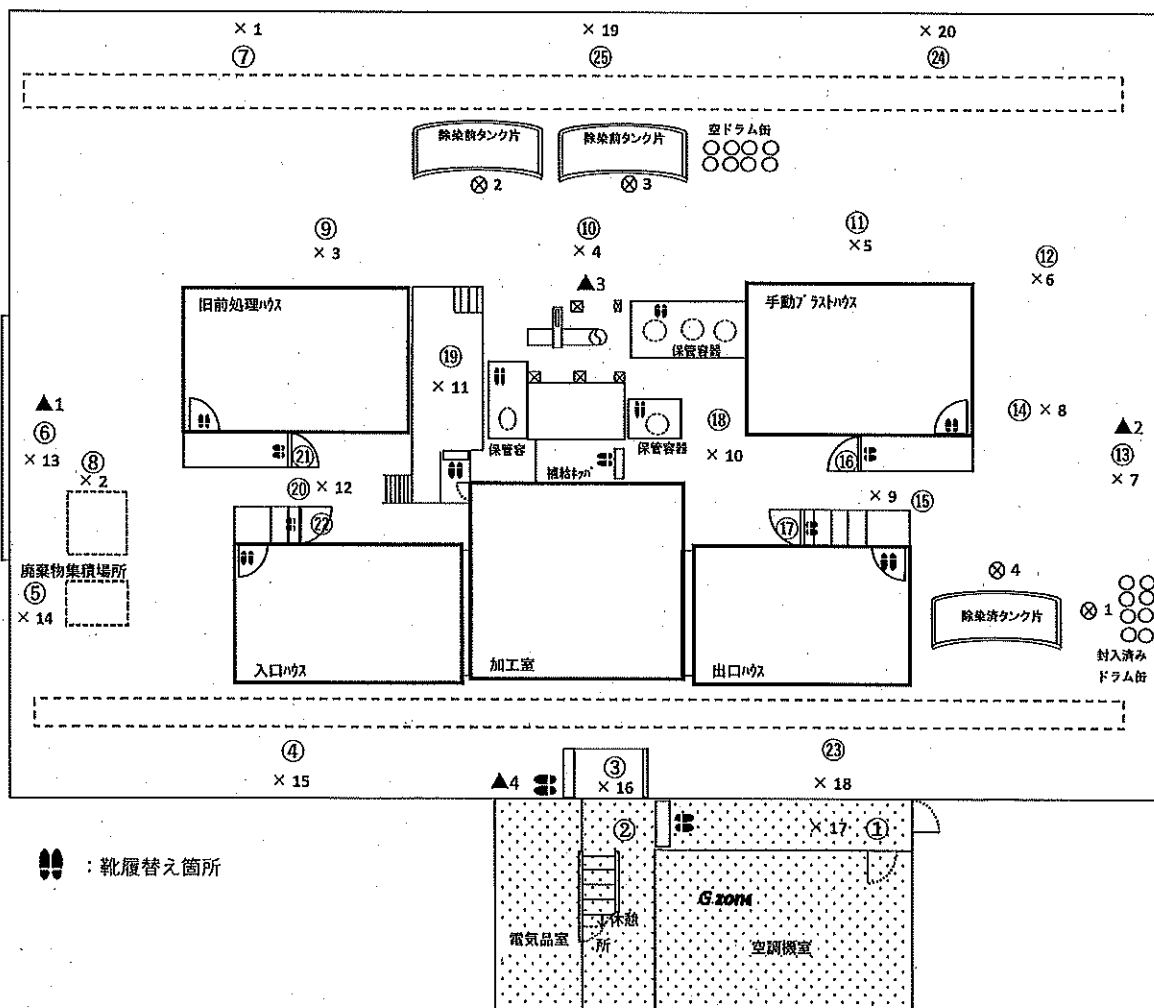 × 1
× 19
× 20
⑦
㉕
㉔
除染前タンク片
除染前タンク片
空ドラム缶
⊗ 2
⊗ 3
⑨
⑩
⑪
× 3
× 4
× 5
⑫
× 6
▲3
旧前処理ハウス
手動ブラストハウス
保管容器
⑲
× 11
▲1
⑥
× 13
⑧
× 2
⑱
× 10
⑭ × 8
▲2
⑬
× 7
保管容
保管容器
㉑
⑯
補給ホッパ
⑳ × 12
× 9 ⑮
㉒
⑰
廃棄物集積場所
⑤
× 14
⊗ 4
⊗ 1
除染済タンク片
封入済み
ドラム缶
入口ハウス
加工室
出口ハウス
④
× 15
▲4
③
× 16
㉓
× 18
②
× 17 ①
：靴履替え箇所
G zone
休憩
所
電気品室
空調機室